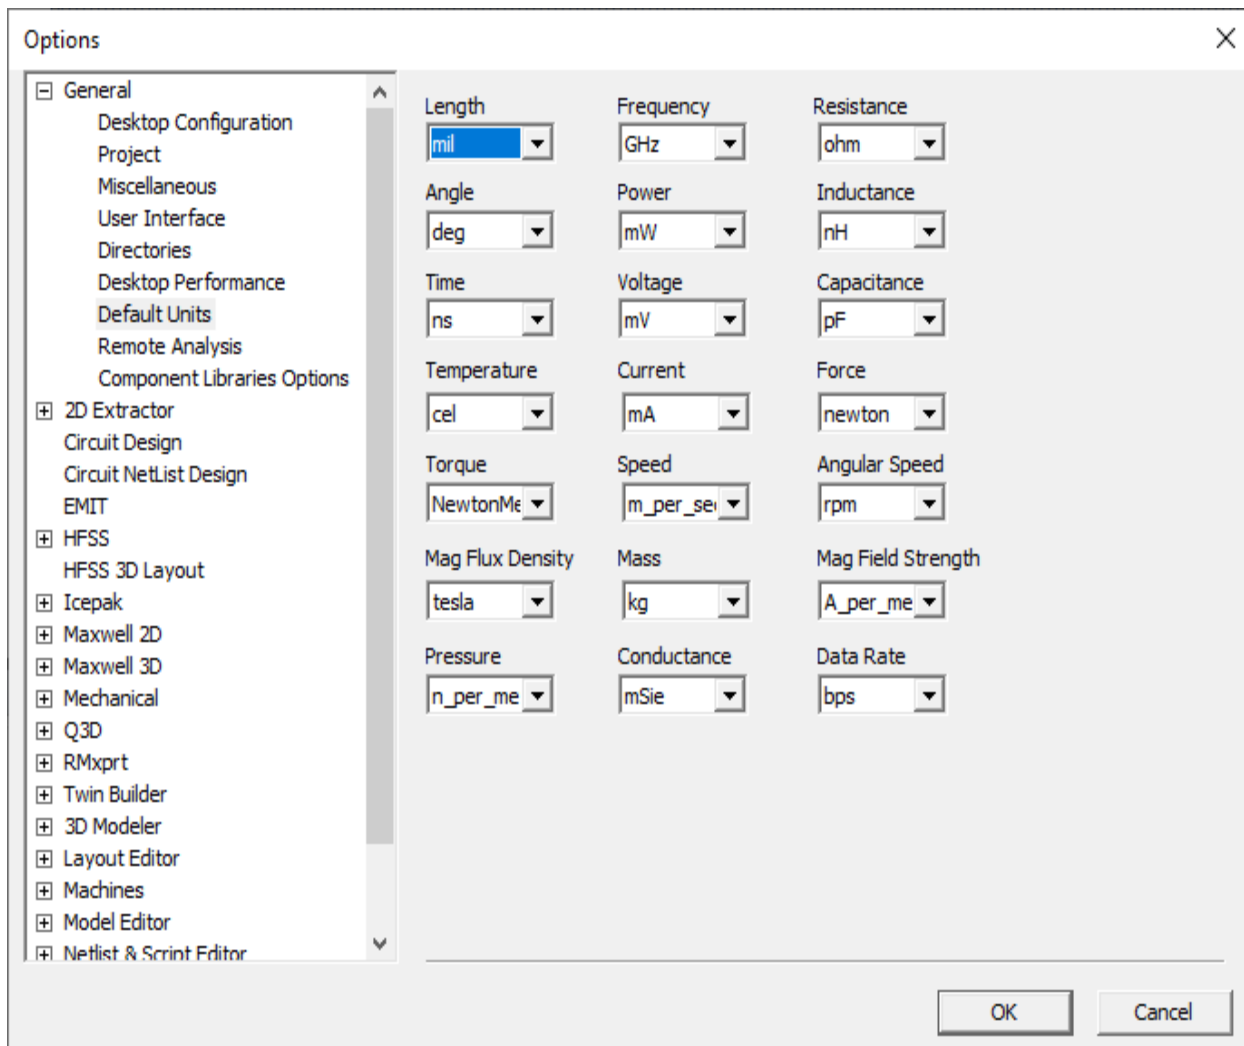 Options
General
Desktop Configuration
Project
Miscellaneous
User Interface
Directories
Desktop Performance
Default Units
Remote Analysis
Component Libraries Options
2D Extractor
Circuit Design
Circuit NetList Design
EMIT
HFSS
HFSS 3D Layout
Icepak
Maxwell 2D
Maxwell 3D
Mechanical
Q3D
RMxprt
Twin Builder
3D Modeler
Layout Editor
Machines
Model Editor
Netlist & Script Editor
Length Frequency Resistance
mil GHz ohm
Angle Power Inductance
deg mW nH
Time Voltage Capacitance
ns mV pF
Temperature Current Force
cel mA newton
Torque Speed Angular Speed
NewtonMe m_per_se rpm
Mag Flux Density Mass Mag Field Strength
tesla kg A_per_me
Pressure Conductance Data Rate
n_per_me mSie bps
OK Cancel